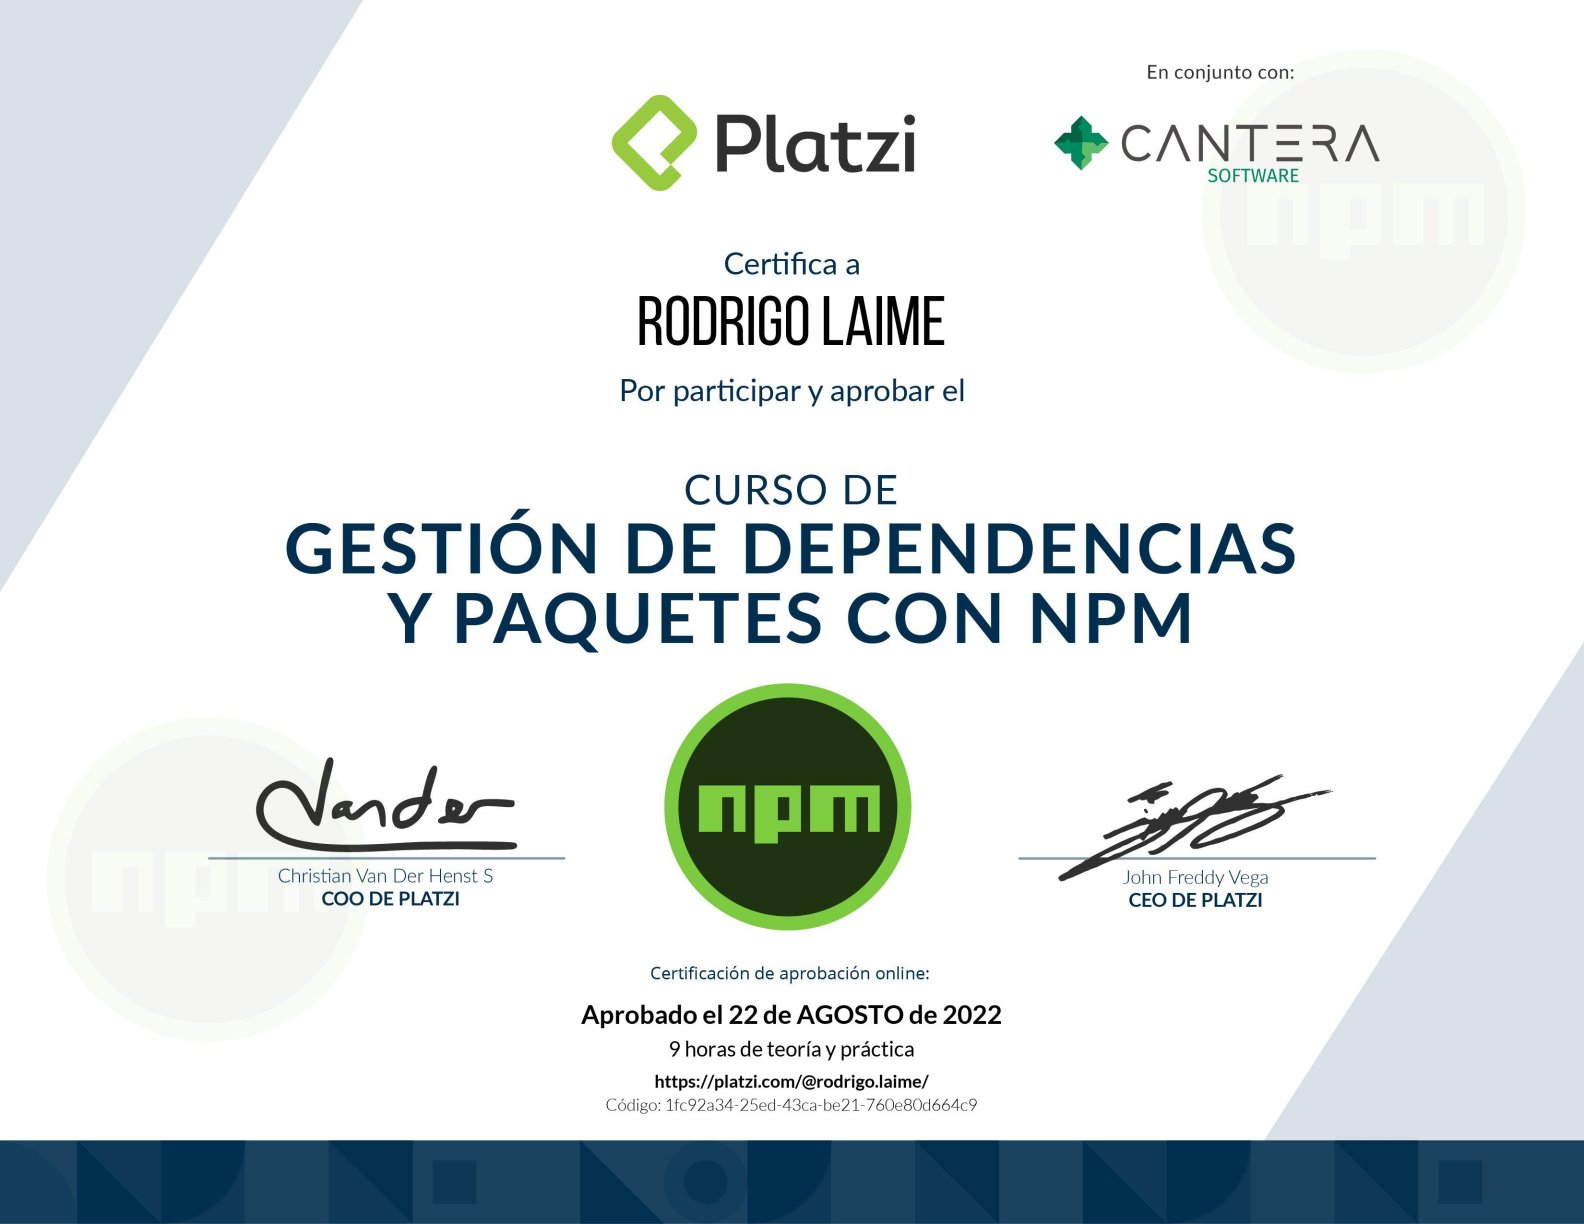 En conjunto con:
Platzi
CANTERA
SOFTWARE
npm
Certifica a
RODRIGO LAIME
Por participar y aprobar el
CURSO DE
GESTIÓN DE DEPENDENCIAS
Y PAQUETES CON NPM
npm
Vander
npm
Christian Van Der Henst S
COO DE PLATZI
John Freddy Vega
CEO DE PLATZI
Certificación de aprobación online:
Aprobado el 22 de AGOSTO de 2022
9 horas de teoría y práctica
https://platzi.com/@rodrigo.laime/
Código: 1fc92a34-25ed-43ca-be21-760e80d664c9